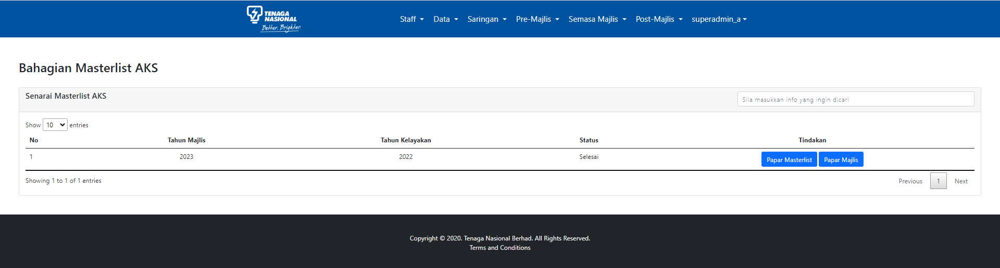 TENAGA
NASIONAL
Better. Brighter.
Staff Data Saringan Pre-Majlis Semasa Majlis Post-Majlis superadmin_a
Bahagian Masterlist AKS
Senarai Masterlist AKS Sila masukkan info yang ingin dicari
Show 10 entries
No Tahun Majlis Tahun Kelayakan Status Tindakan
1 2023 2022 Selesai Papar Masterlist Papar Majlis
Showing 1 to 1 of 1 entries Previous 1 Next
Copyright © 2020. Tenaga Nasional Berhad. All Rights Reserved.
Terms and Conditions